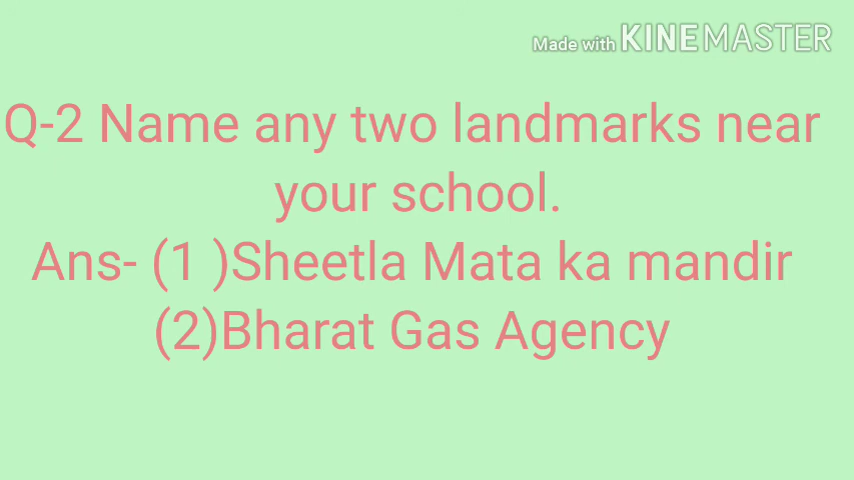 Made with KINEMASTER
Q-2 Name any two landmarks near
your school.
Ans- (1 )Sheetla Mata ka mandir
(2)Bharat Gas Agency